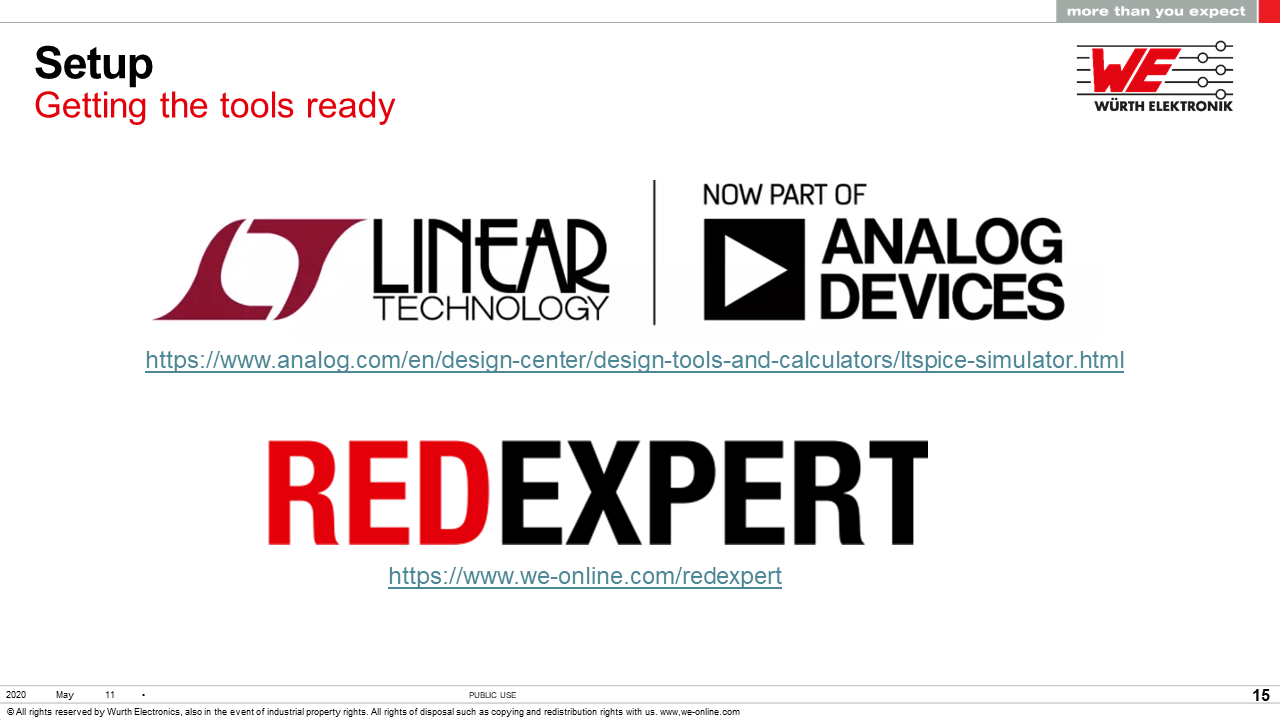 more than you expect
Setup
Getting the tools ready
WE
WÜRTH ELEKTRONIK
LT
LINEAR
TECHNOLOGY
NOW PART OF
ANALOG
DEVICES
https://www.analog.com/en/design-center/design-tools-and-calculators/ltspice-simulator.html
REDEXPERT
https://www.we-online.com/redexpert
2020 May 11 • PUBLIC USE 15
© All rights reserved by Wurth Electronics, also in the event of industrial property rights. All rights of disposal such as copying and redistribution rights with us. www,we-online.com